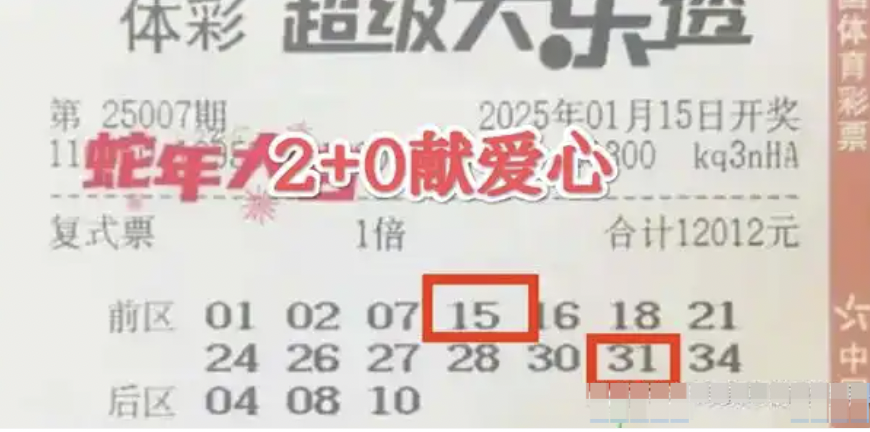 体彩 超级大乐透
第 25007期 2025年01月15日开奖
kq3nHA
蛇年大
2+0献爱心
复式票 1倍 合计12012元
前区 01 02 07 15 16 18 21
24 26 27 28 30 31 34
后区 04 08 10
国体育彩票